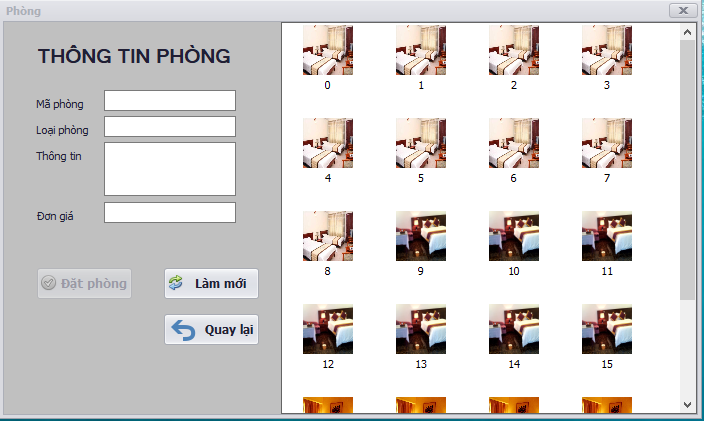 Phòng
THÔNG TIN PHÒNG
Mã phòng
Loại phòng
Thông tin
Đơn giá
Đặt phòng
Làm mới
Quay lại
0 1 2 3
4 5 6 7
8 9 10 11
12 13 14 15